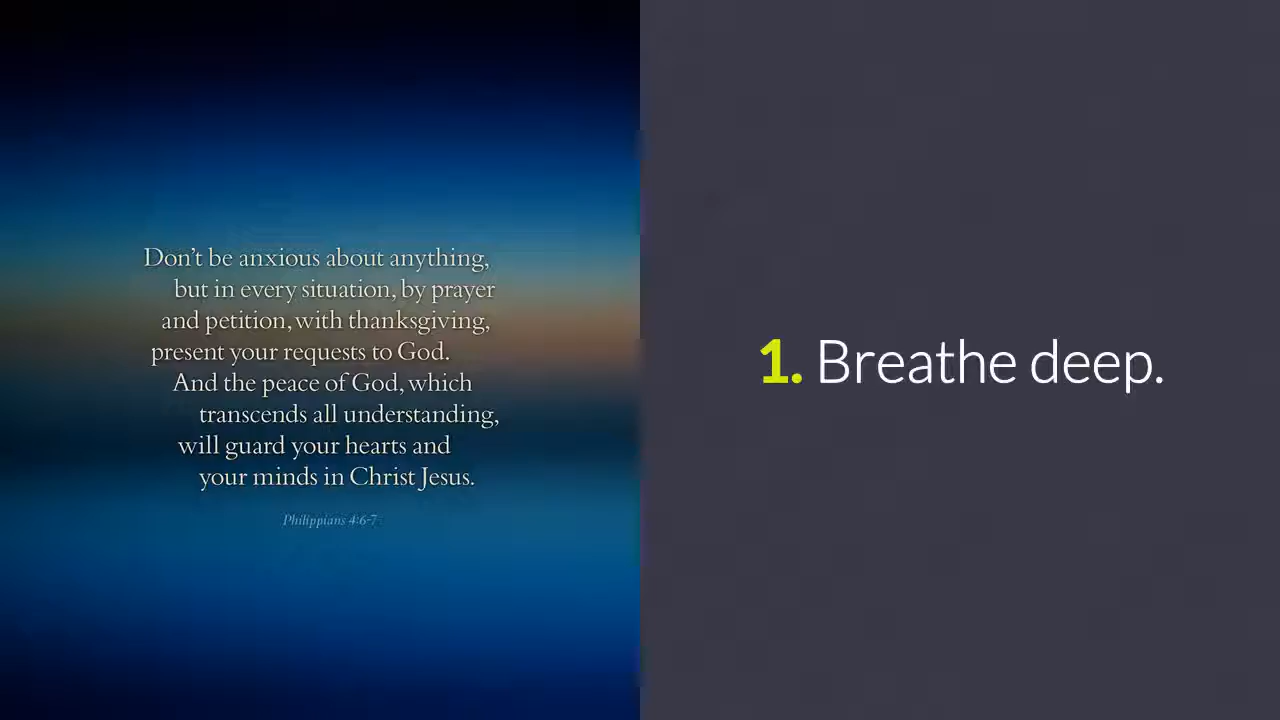 Don’t be anxious about anything,
but in every situation, by prayer
and petition, with thanksgiving,
present your requests to God.
And the peace of God, which
transcends all understanding,
will guard your hearts and
your minds in Christ Jesus.
Philippians 4:6-7
1. Breathe deep.